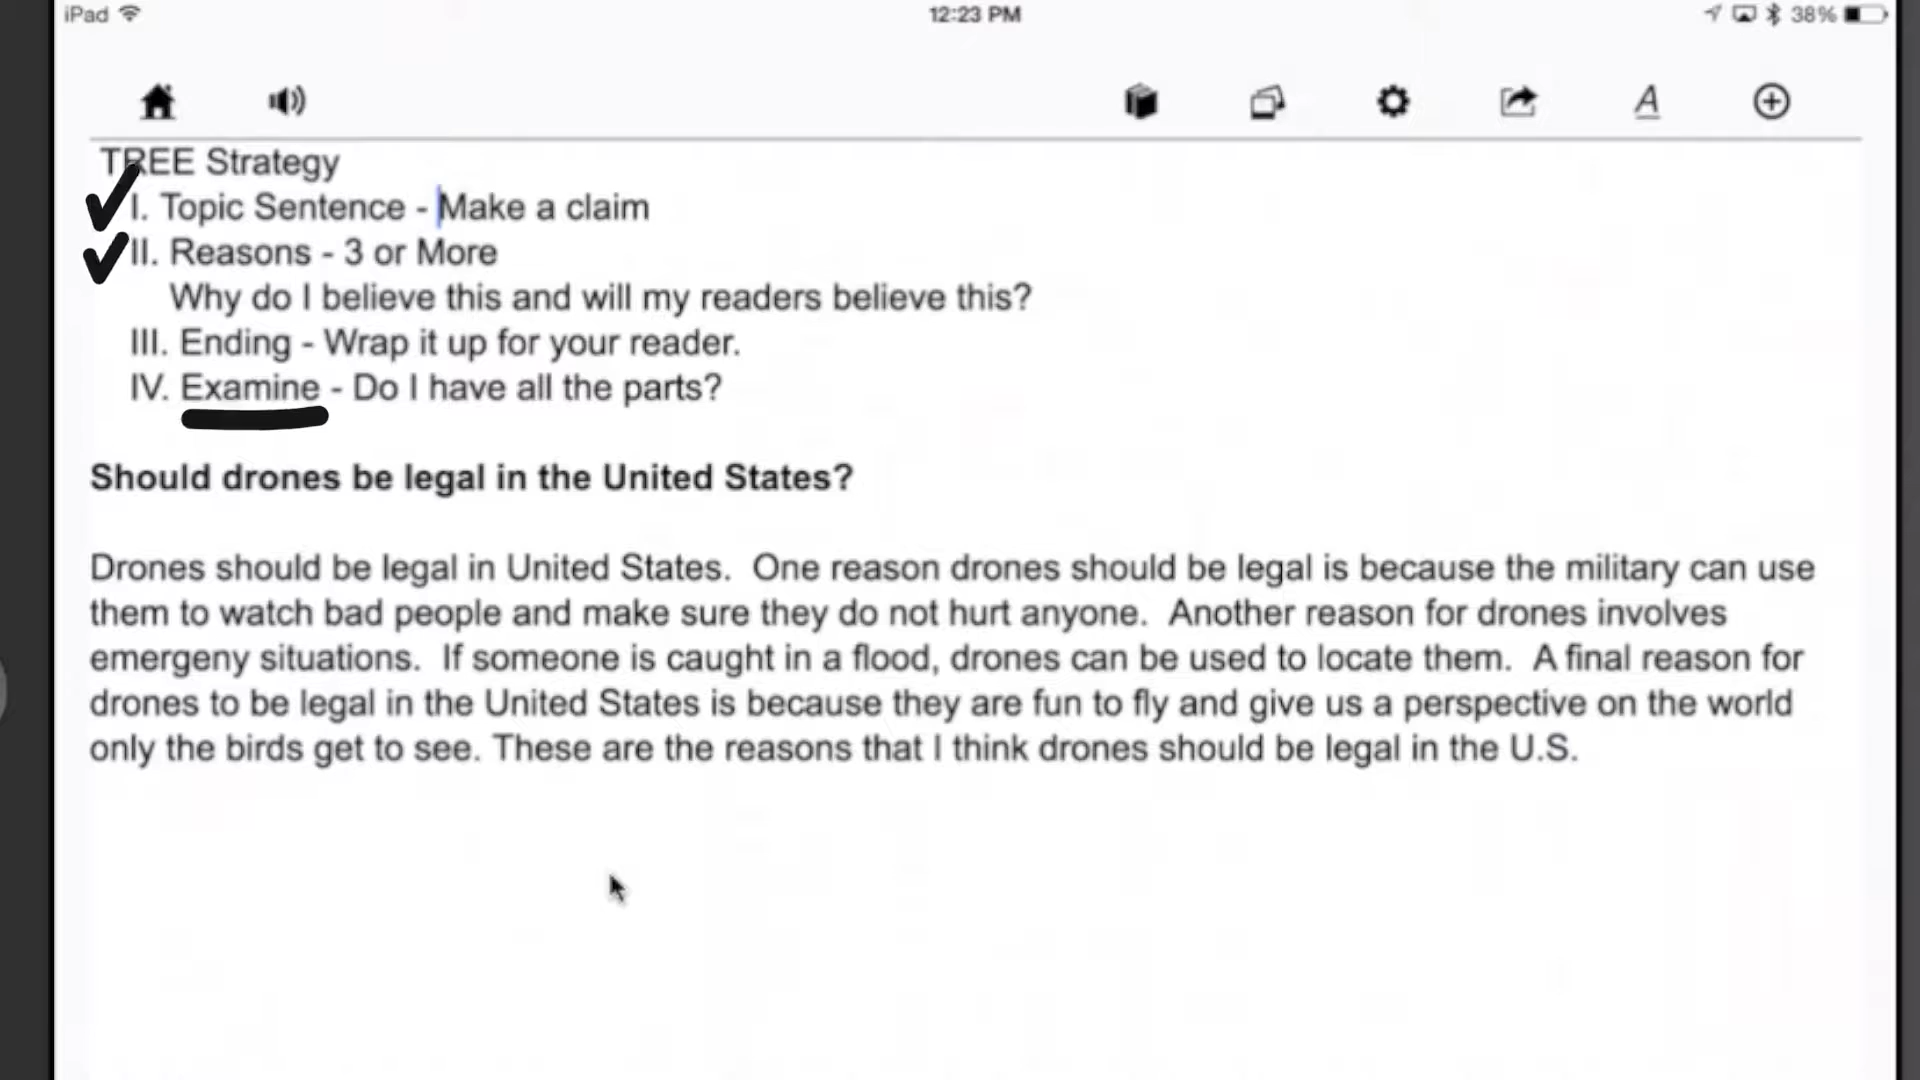 iPad 12:23 PM 38%
A
TREE Strategy
I. Topic Sentence - Make a claim
II. Reasons - 3 or More
Why do I believe this and will my readers believe this?
III. Ending - Wrap it up for your reader.
IV. Examine - Do I have all the parts?
Should drones be legal in the United States?
Drones should be legal in United States.  One reason drones should be legal is because the military can use
them to watch bad people and make sure they do not hurt anyone.  Another reason for drones involves
emergeny situations.  If someone is caught in a flood, drones can be used to locate them.  A final reason for
drones to be legal in the United States is because they are fun to fly and give us a perspective on the world
only the birds get to see. These are the reasons that I think drones should be legal in the U.S.